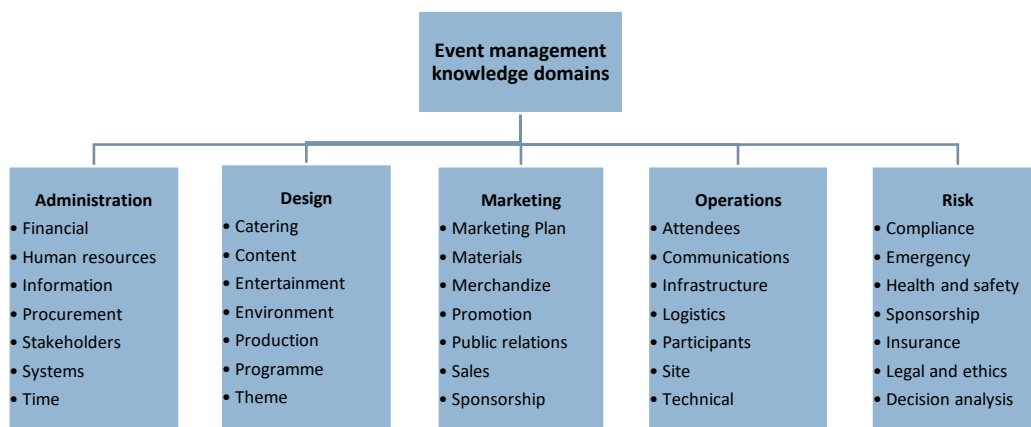 Event management
knowledge domains
Administration
• Financial
• Human resources
• Information
• Procurement
• Stakeholders
• Systems
• Time
Design
• Catering
• Content
• Entertainment
• Environment
• Production
• Programme
• Theme
Marketing
• Marketing Plan
• Materials
• Merchandize
• Promotion
• Public relations
• Sales
• Sponsorship
Operations
• Attendees
• Communications
• Infrastructure
• Logistics
• Participants
• Site
• Technical
Risk
• Compliance
• Emergency
• Health and safety
• Sponsorship
• Insurance
• Legal and ethics
• Decision analysis